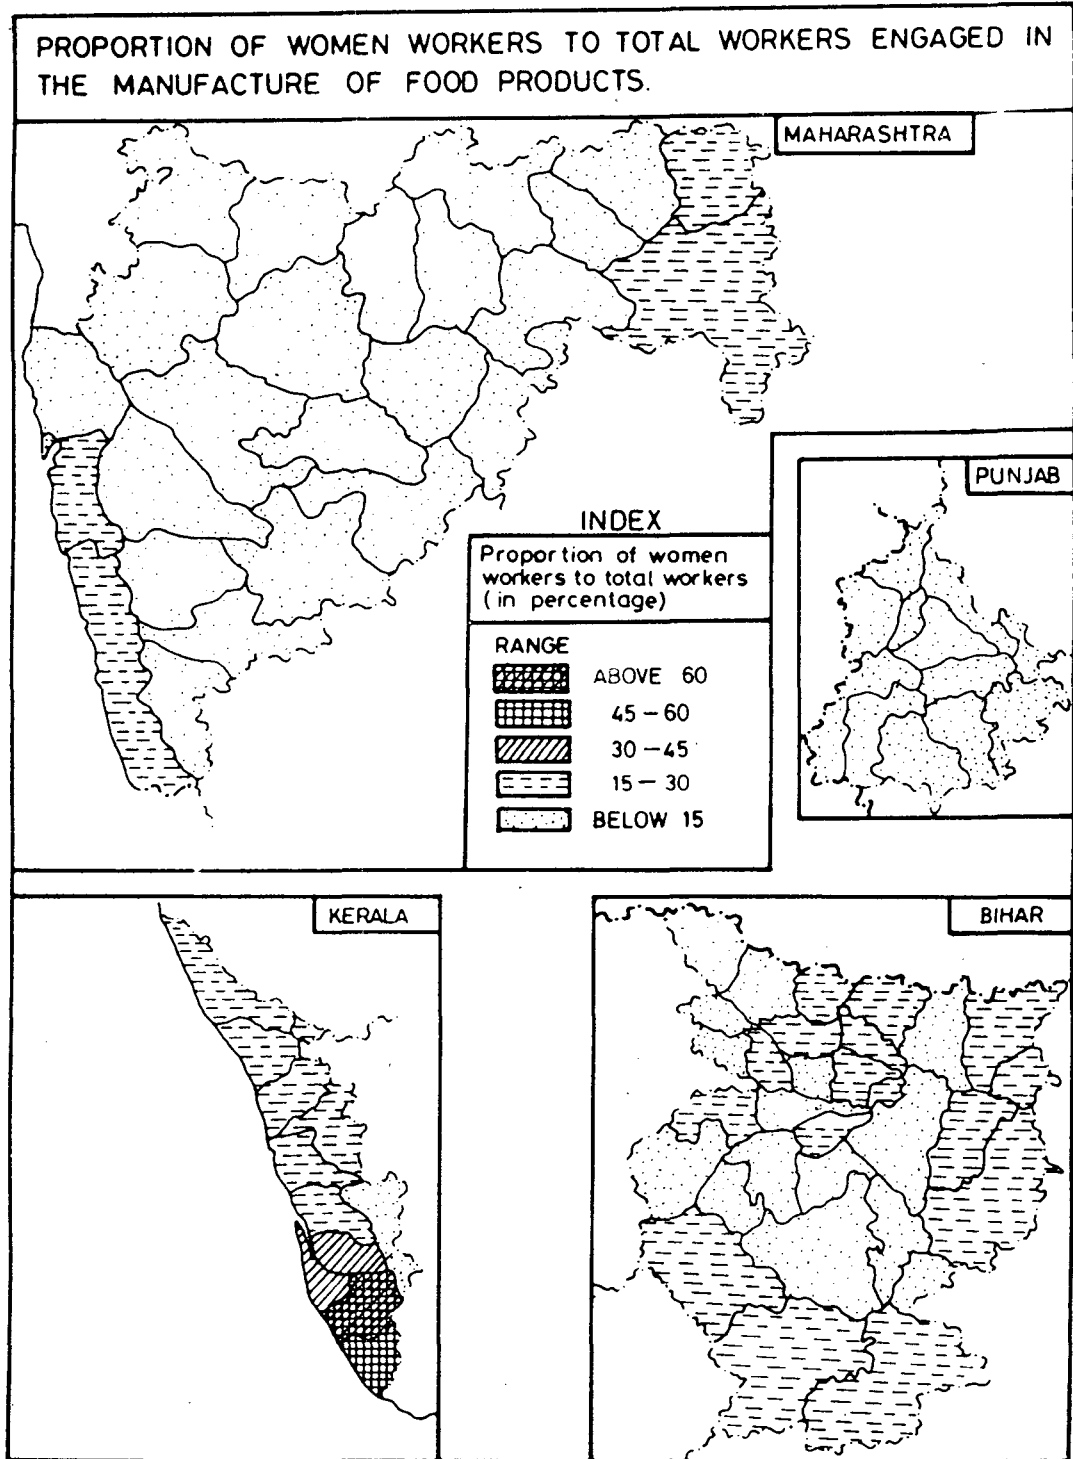 PROPORTION OF WOMEN WORKERS TO TOTAL WORKERS ENGAGED IN
THE MANUFACTURE OF FOOD PRODUCTS.
MAHARASHTRA
PUNJAB
INDEX
Proportion of women
workers to total workers
(in percentage)
RANGE
ABOVE 60
45-60
30-45
15-30
BELOW 15
KERALA
BIHAR